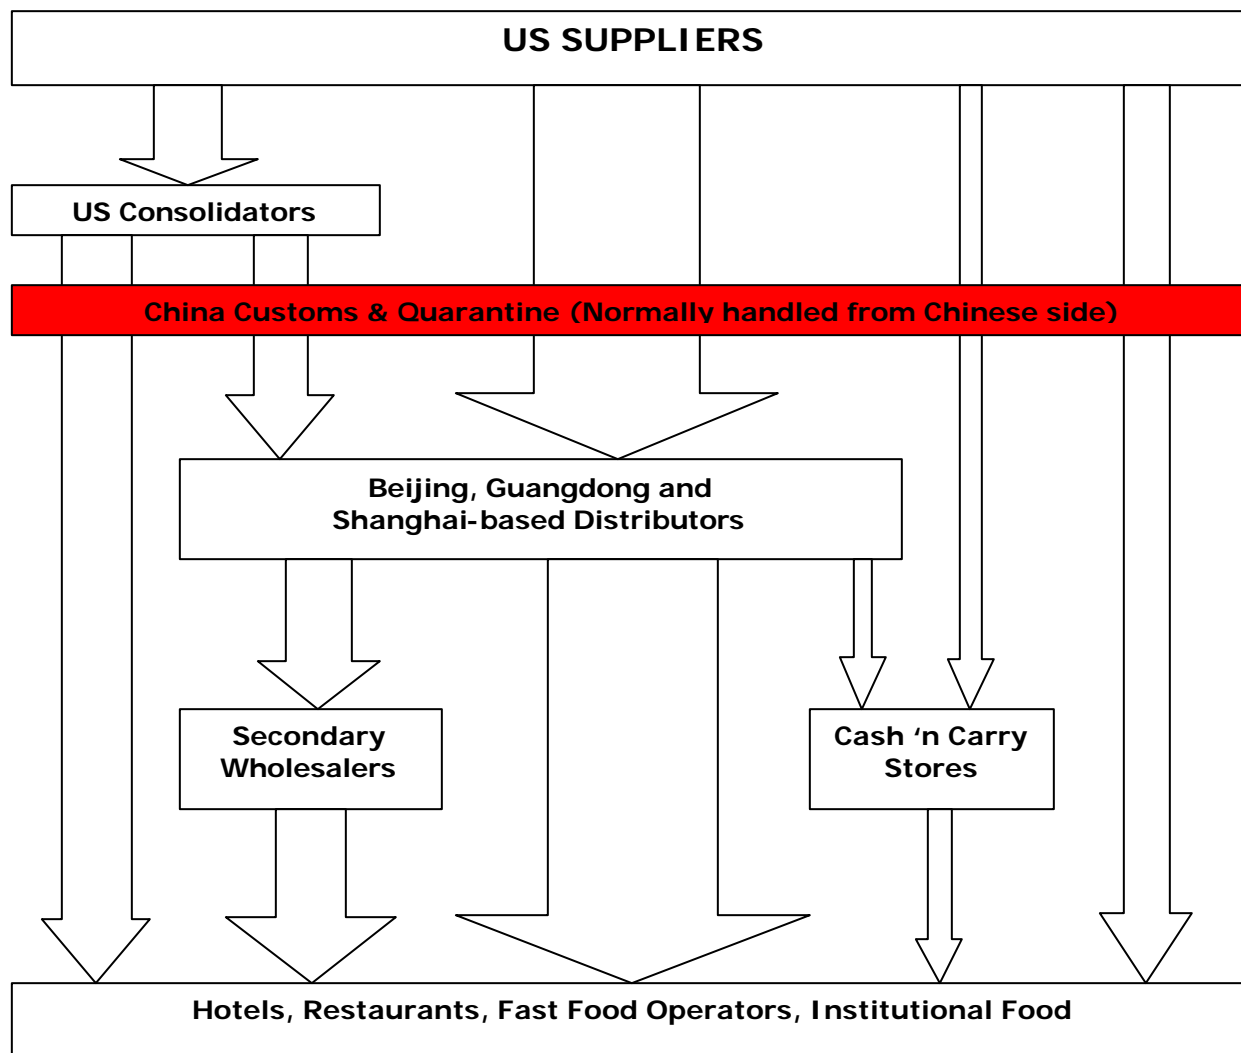 US SUPPLIERS
US Consolidators
China Customs & Quarantine (Normally handled from Chinese side)
Beijing, Guangdong and
Shanghai-based Distributors
Secondary
Wholesalers
Cash ‘n Carry
Stores
Hotels, Restaurants, Fast Food Operators, Institutional Food